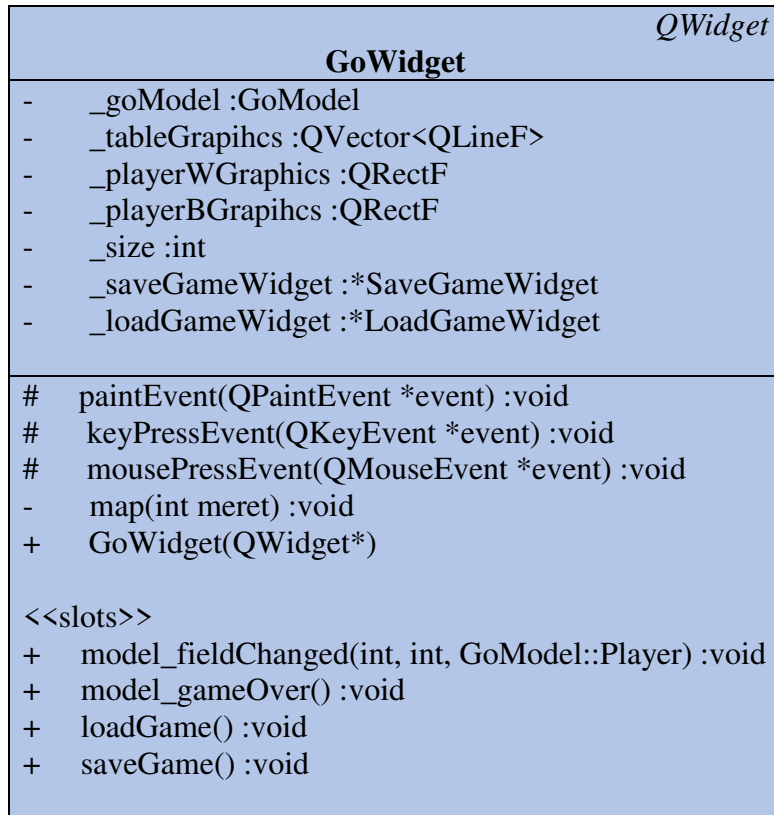 QWidget
GoWidget
- _goModel :GoModel
- _tableGrapihcs :QVector<QLineF>
- _playerWGraphics :QRectF
- _playerBGrapihcs :QRectF
- _size :int
- _saveGameWidget :*SaveGameWidget
- _loadGameWidget :*LoadGameWidget
# paintEvent(QPaintEvent *event) :void
# keyPressEvent(QKeyEvent *event) :void
# mousePressEvent(QMouseEvent *event) :void
- map(int meret) :void
+ GoWidget(QWidget*)
<<slots>>
+ model_fieldChanged(int, int, GoModel::Player) :void
+ model_gameOver() :void
+ loadGame() :void
+ saveGame() :void